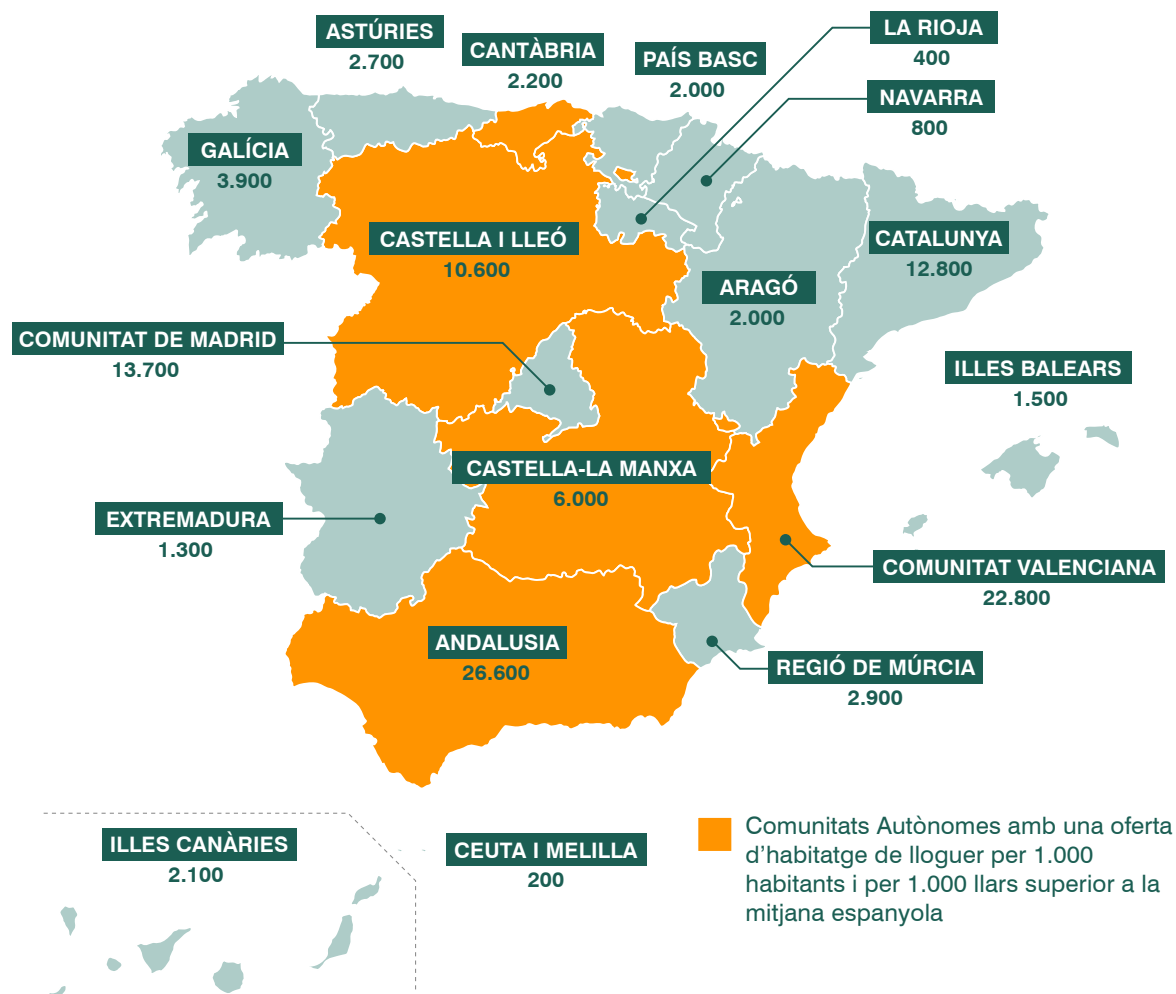 ASTÚRIES
2.700
CANTÀBRIA
2.200
PAÍS BASC
2.000
LA RIOJA
400
NAVARRA
800
GALÍCIA
3.900
CASTELLA I LLEÓ
10.600
CATALUNYA
12.800
ARAGÓ
2.000
COMUNITAT DE MADRID
13.700
ILLES BALEARS
1.500
CASTELLA-LA MANXA
6.000
EXTREMADURA
1.300
COMUNITAT VALENCIANA
22.800
ANDALUSIA
26.600
REGIÓ DE MÚRCIA
2.900
ILLES CANÀRIES
2.100
CEUTA I MELILLA
200
Comunitats Autònomes amb una oferta
d’habitatge de lloguer per 1.000
habitants i per 1.000 llars superior a la
mitjana espanyola